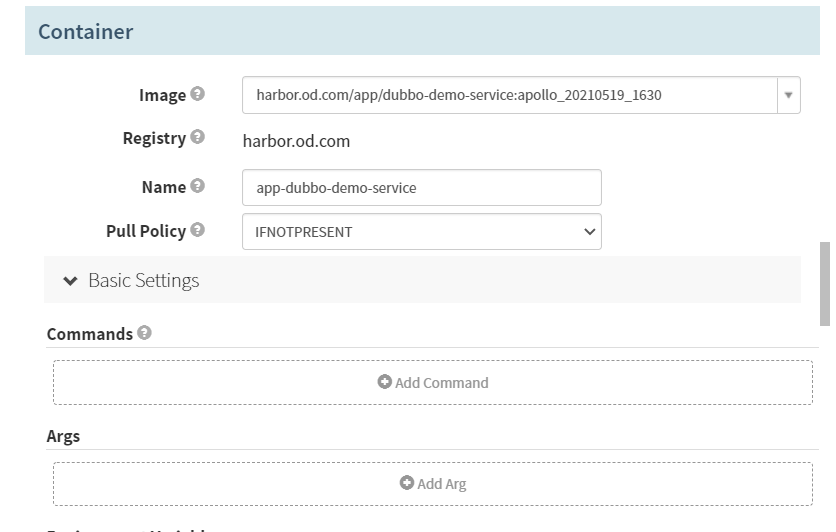 Container
Image
harbor.od.com/app/dubbo-demo-service:apollo_20210519_1630
Registry
harbor.od.com
Name
app-dubbo-demo-service
Pull Policy
IFNOTPRESENT
Basic Settings
Commands
Add Command
Args
Add Arg